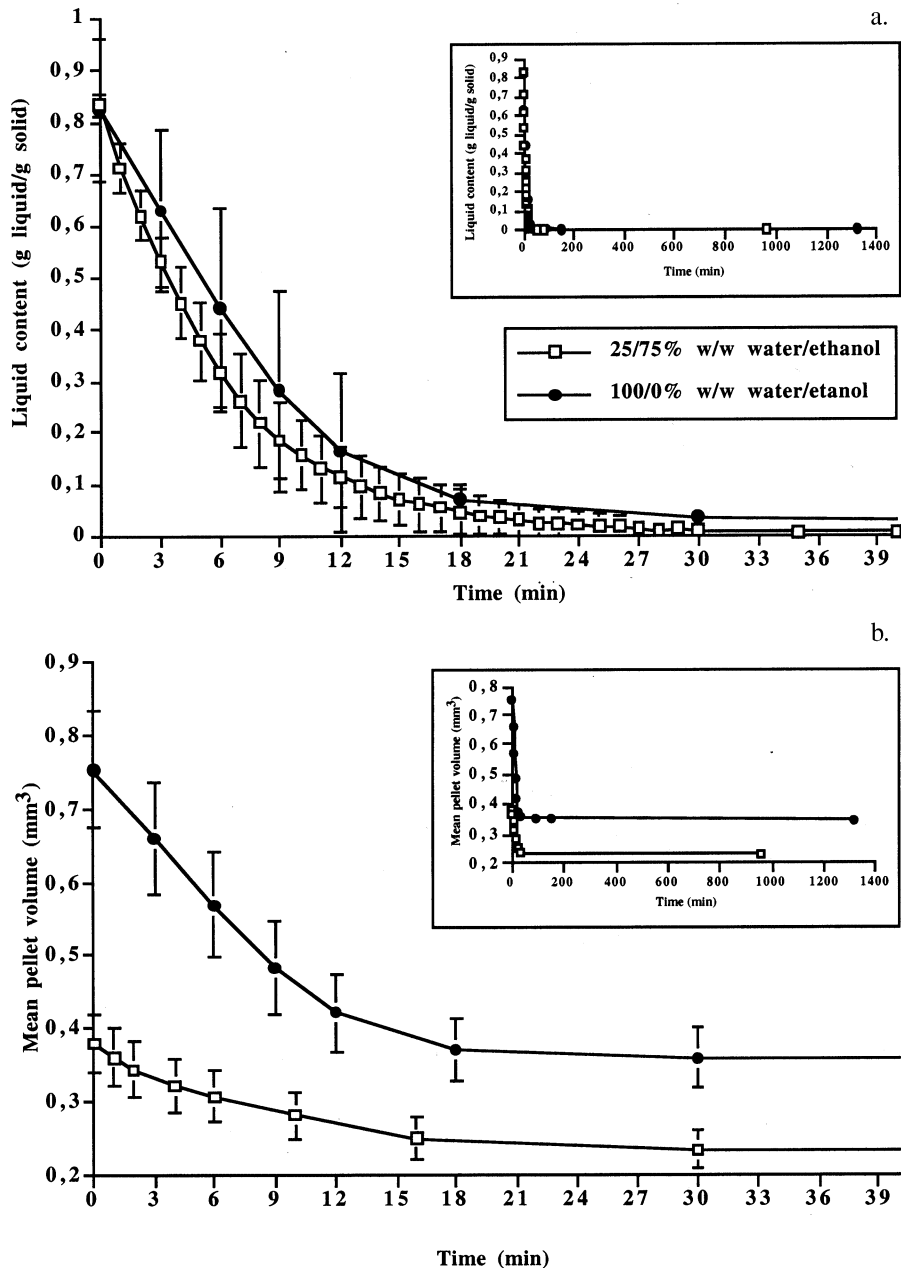 a.
Liquid content (g liquid/g solid)
1
0,9
0,8
0,7
0,6
0,5
0,4
0,3
0,2
0,1
0
0 3 6 9 12 15 18 21 24 27 30 33 36 39
Time (min)
Liquid content (g liquid/g solid)
0,9
0,8
0,7
0,6
0,5
0,4
0,3
0,2
0,1
0
0 200 400 600 800 1000 1200 1400
Time (min)
25/75% w/w water/ethanol
100/0% w/w water/etanol
b.
Mean pellet volume (mm³)
0,9
0,8
0,7
0,6
0,5
0,4
0,3
0,2
0 3 6 9 12 15 18 21 24 27 30 33 36 39
Time (min)
Mean pellet volume (mm³)
0,8
0,7
0,6
0,5
0,4
0,3
0,2
0 200 400 600 800 1000 1200 1400
Time (min)